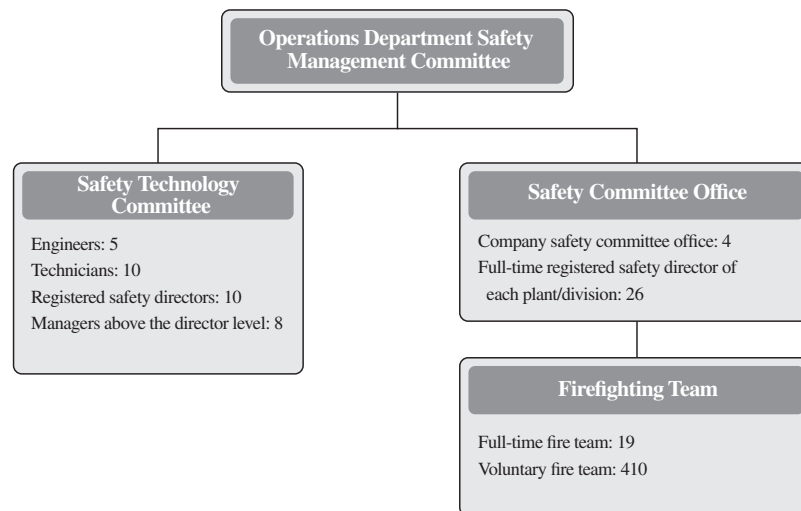 Operations Department Safety
Management Committee
Safety Technology
Committee
Engineers: 5
Technicians: 10
Registered safety directors: 10
Managers above the director level: 8
Safety Committee Office
Company safety committee office: 4
Full-time registered safety director of
each plant/division: 26
Firefighting Team
Full-time fire team: 19
Voluntary fire team: 410